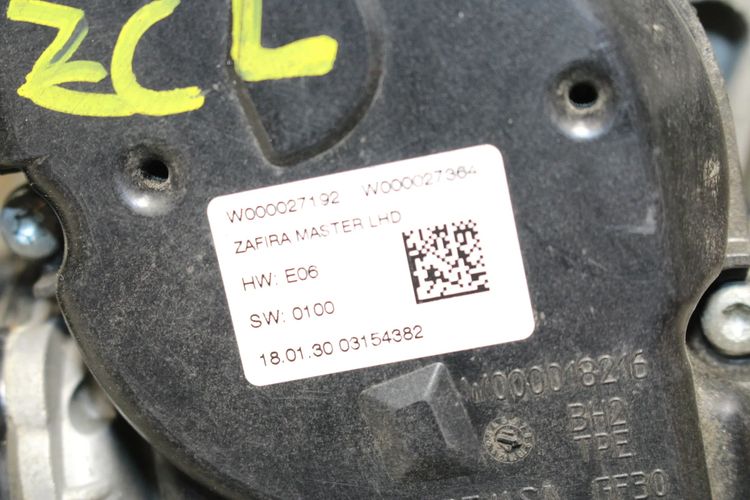 ZCL
W000027192 W000027364
ZAFIRA MASTER LHD
HW: E06
SW: 0100
18.01.30 03154382
W000018216
BH2
TPE